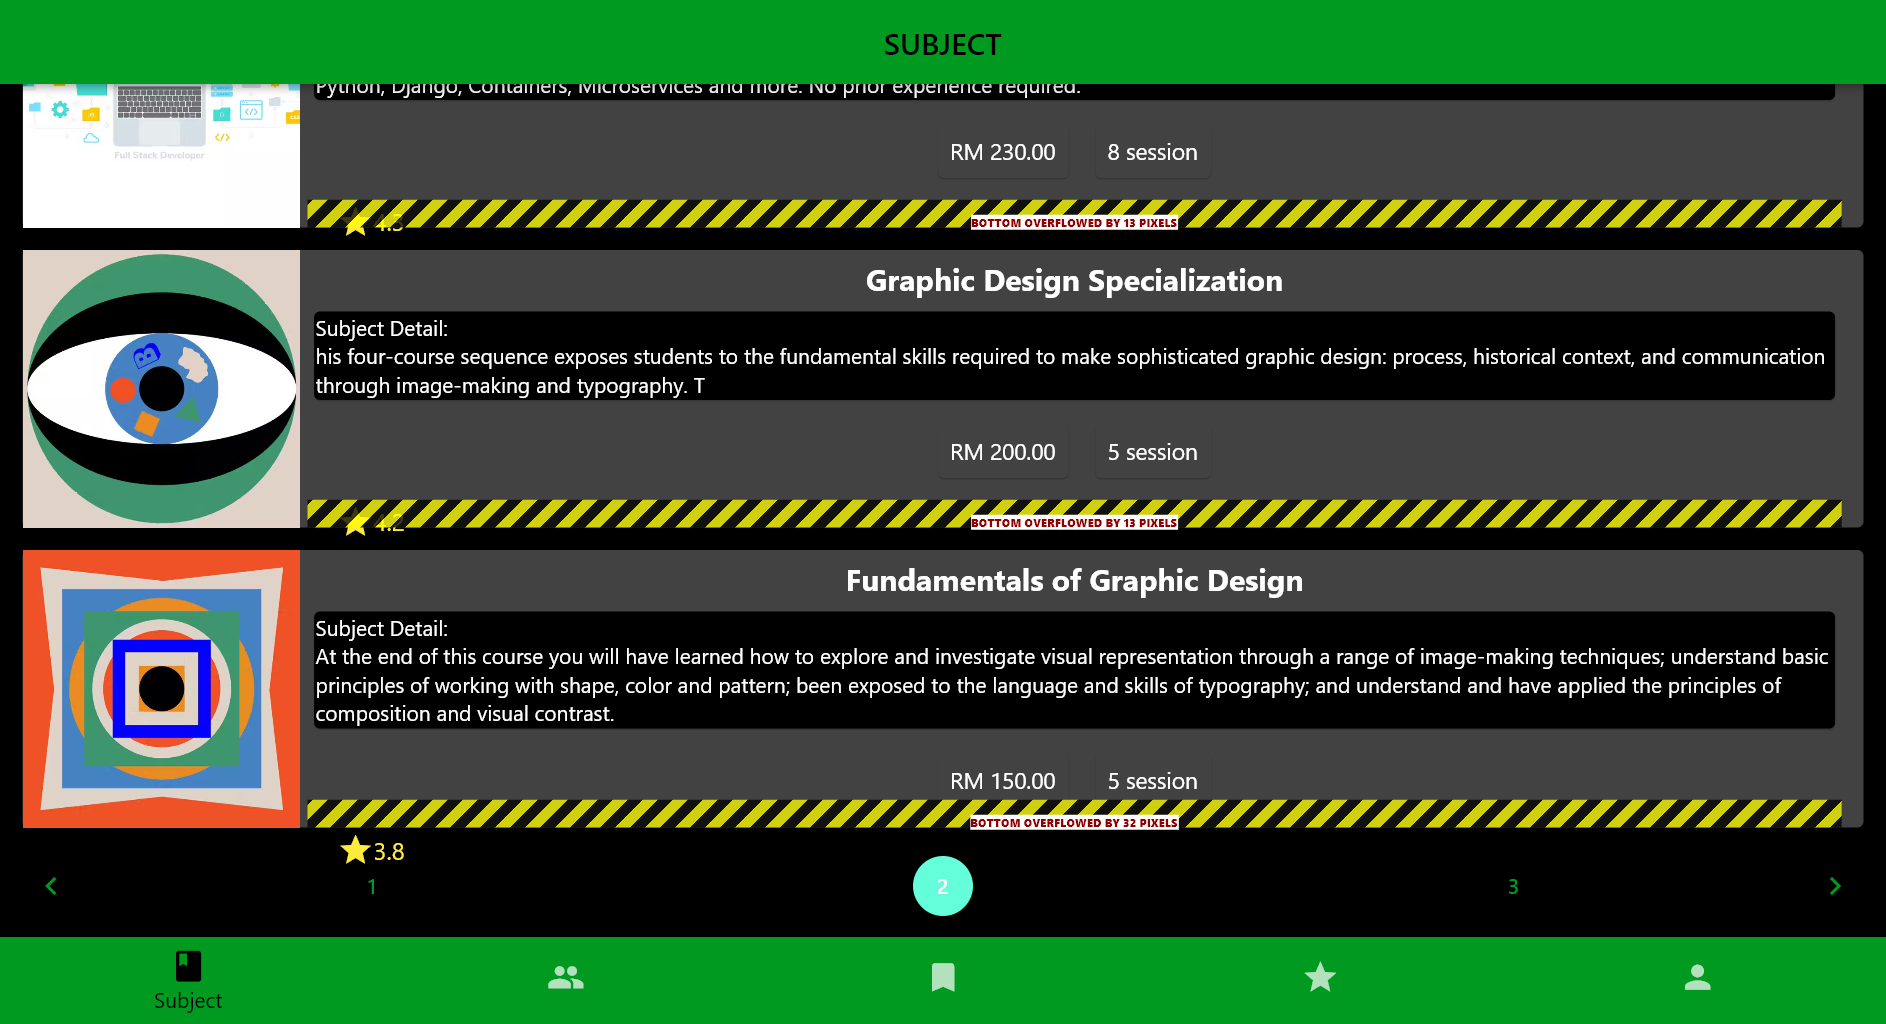 SUBJECT
Python, Django, Containers, Microservices and more. No prior experience required.
Full Stack Developer
RM 230.00
8 session
4.3
BOTTOM OVERFLOWED BY 13 PIXELS
Graphic Design Specialization
Subject Detail:
his four-course sequence exposes students to the fundamental skills required to make sophisticated graphic design: process, historical context, and communication
through image-making and typography. T
B
RM 200.00
5 session
4.2
BOTTOM OVERFLOWED BY 13 PIXELS
Fundamentals of Graphic Design
Subject Detail:
At the end of this course you will have learned how to explore and investigate visual representation through a range of image-making techniques; understand basic
principles of working with shape, color and pattern; been exposed to the language and skills of typography; and understand and have applied the principles of
composition and visual contrast.
RM 150.00
5 session
BOTTOM OVERFLOWED BY 32 PIXELS
3.8
1
2
3
Subject